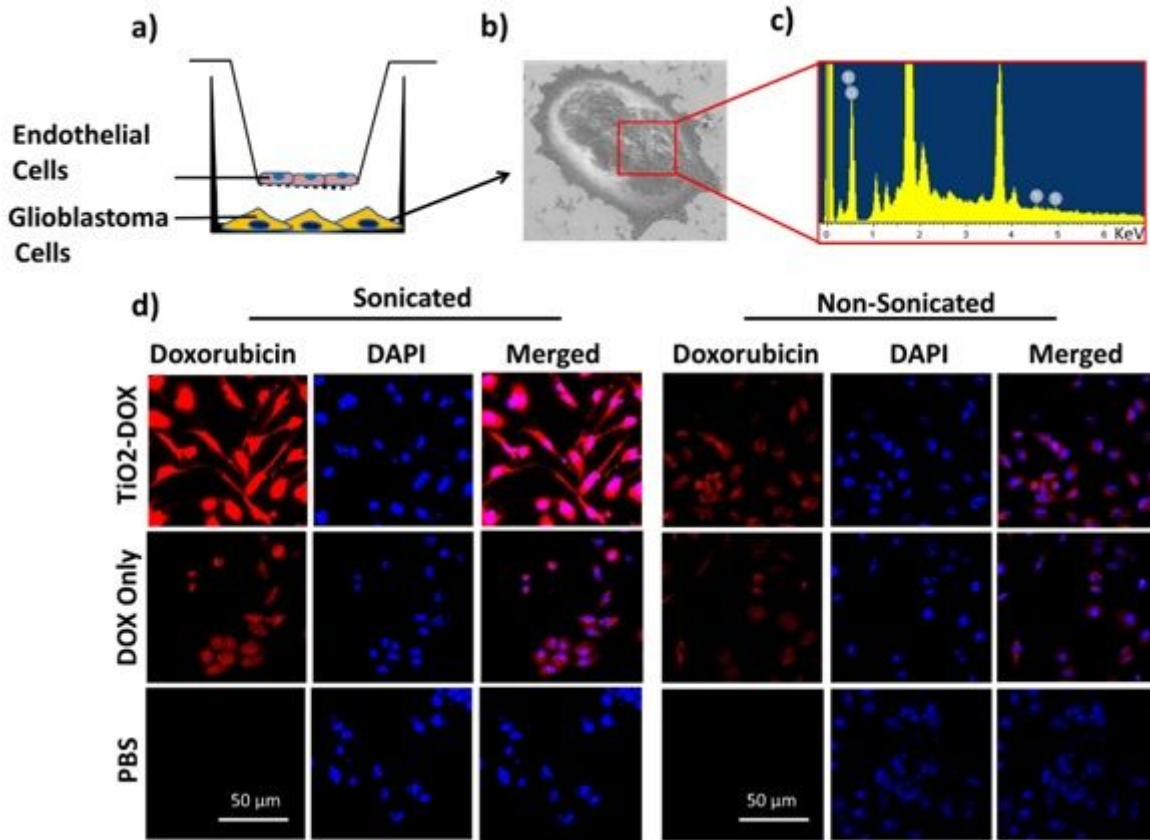 a)
b)
c)
Endothelial
Cells
Glioblastoma
Cells
0 1 2 3 4 5 6 KeV
d)
Sonicated
Non-Sonicated
Doxorubicin DAPI Merged Doxorubicin DAPI Merged
TiO2-DOX
DOX Only
PBS
50 µm
50 µm